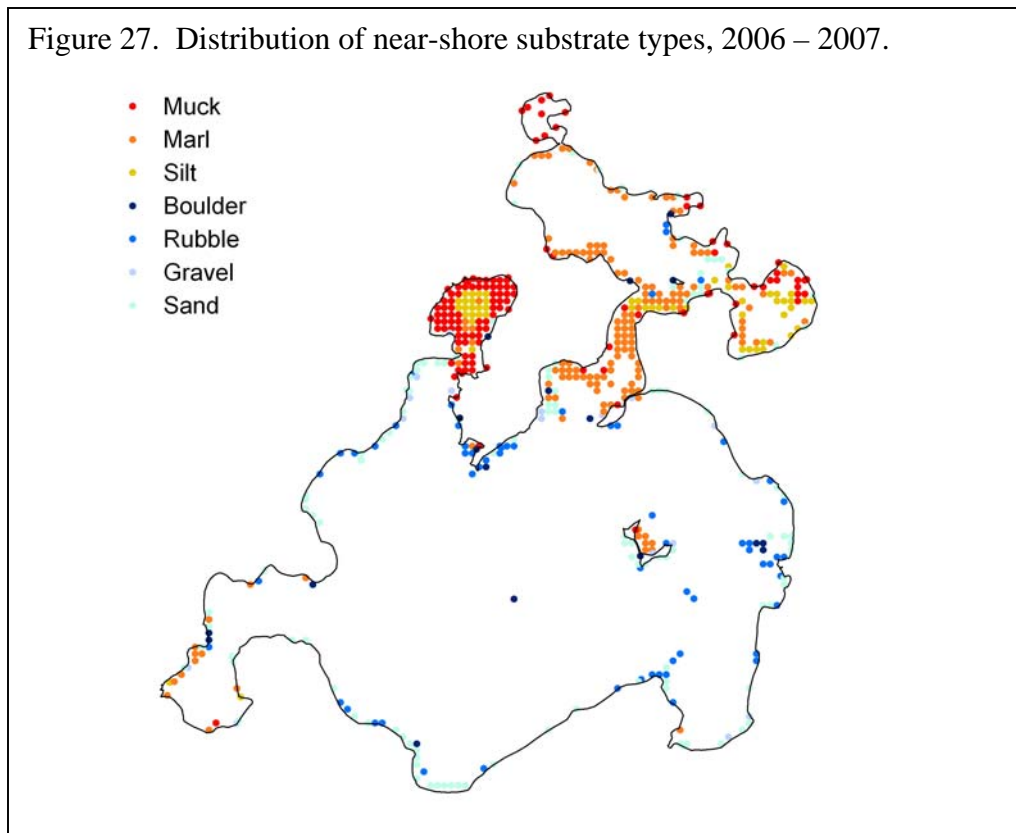 Figure 27.  Distribution of near-shore substrate types, 2006 – 2007.
Muck
Marl
Silt
Boulder
Rubble
Gravel
Sand